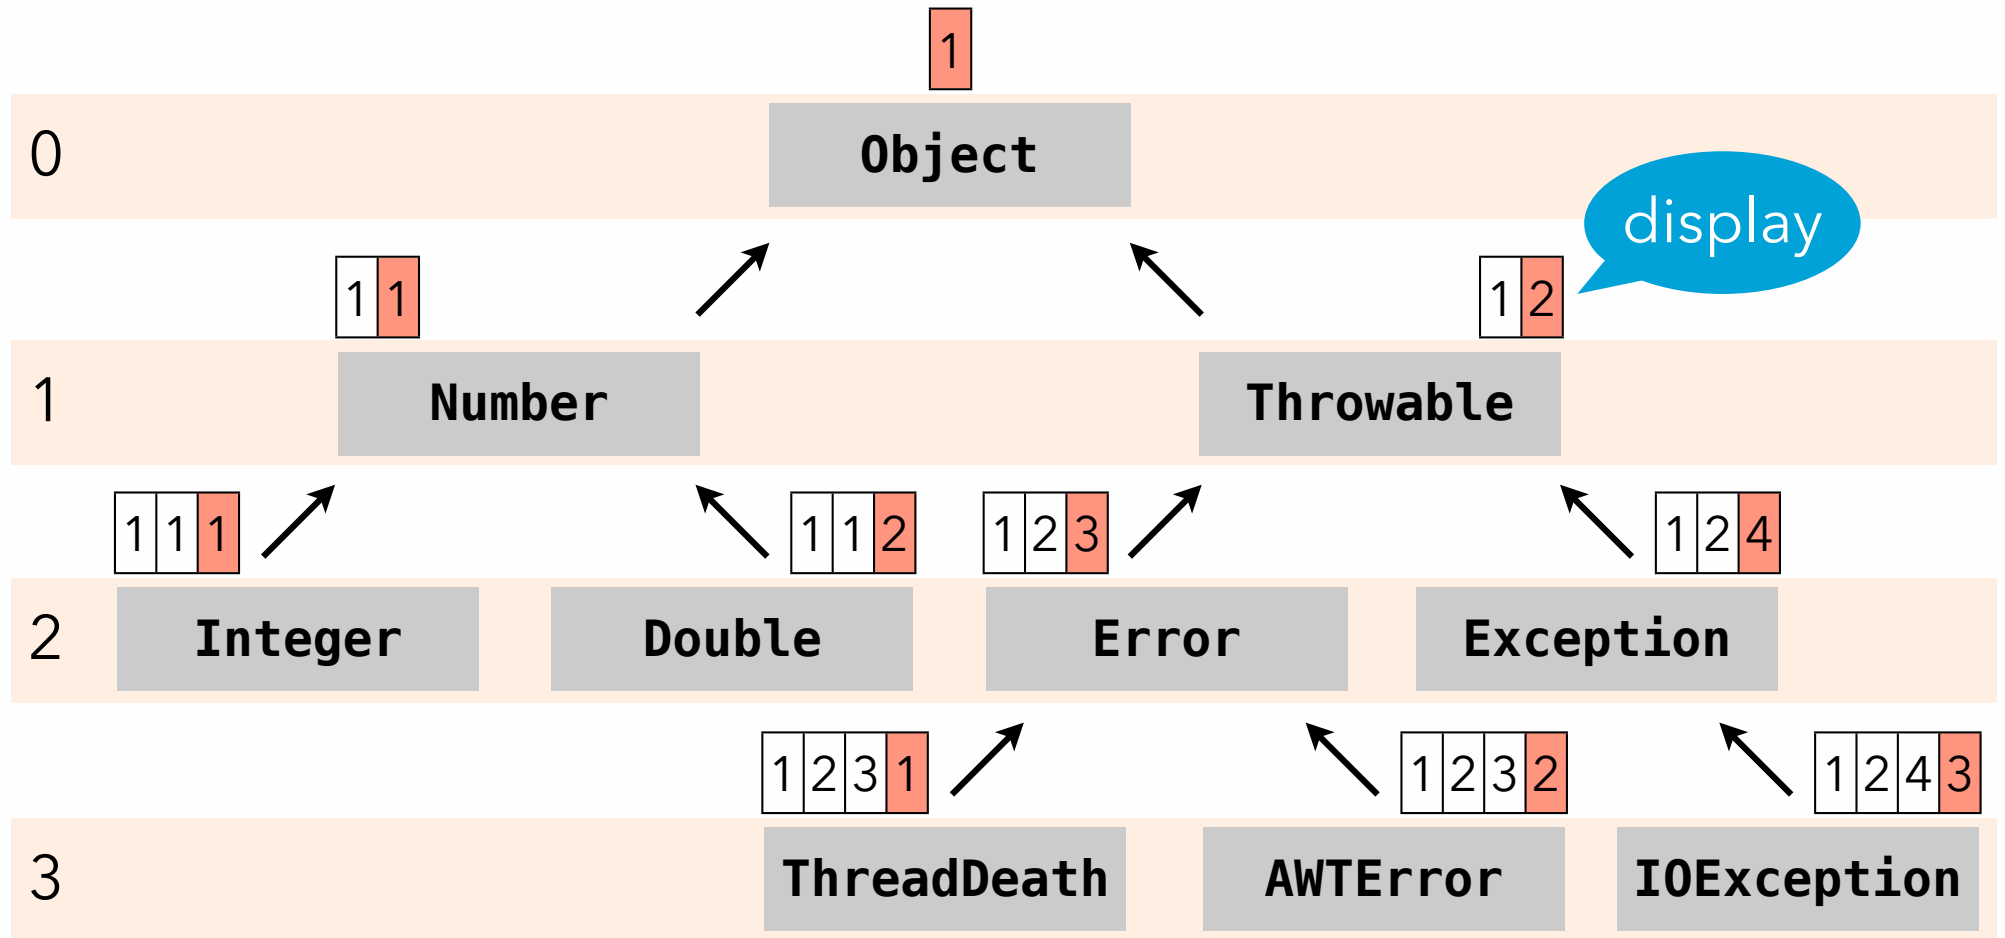 1
0 Object
display
1 1
1 2
1 Number Throwable
1 1 1
1 1 2
1 2 3
1 2 4
2 Integer Double Error Exception
1 2 3 1
1 2 3 2
1 2 4 3
3 ThreadDeath AWTError IOException